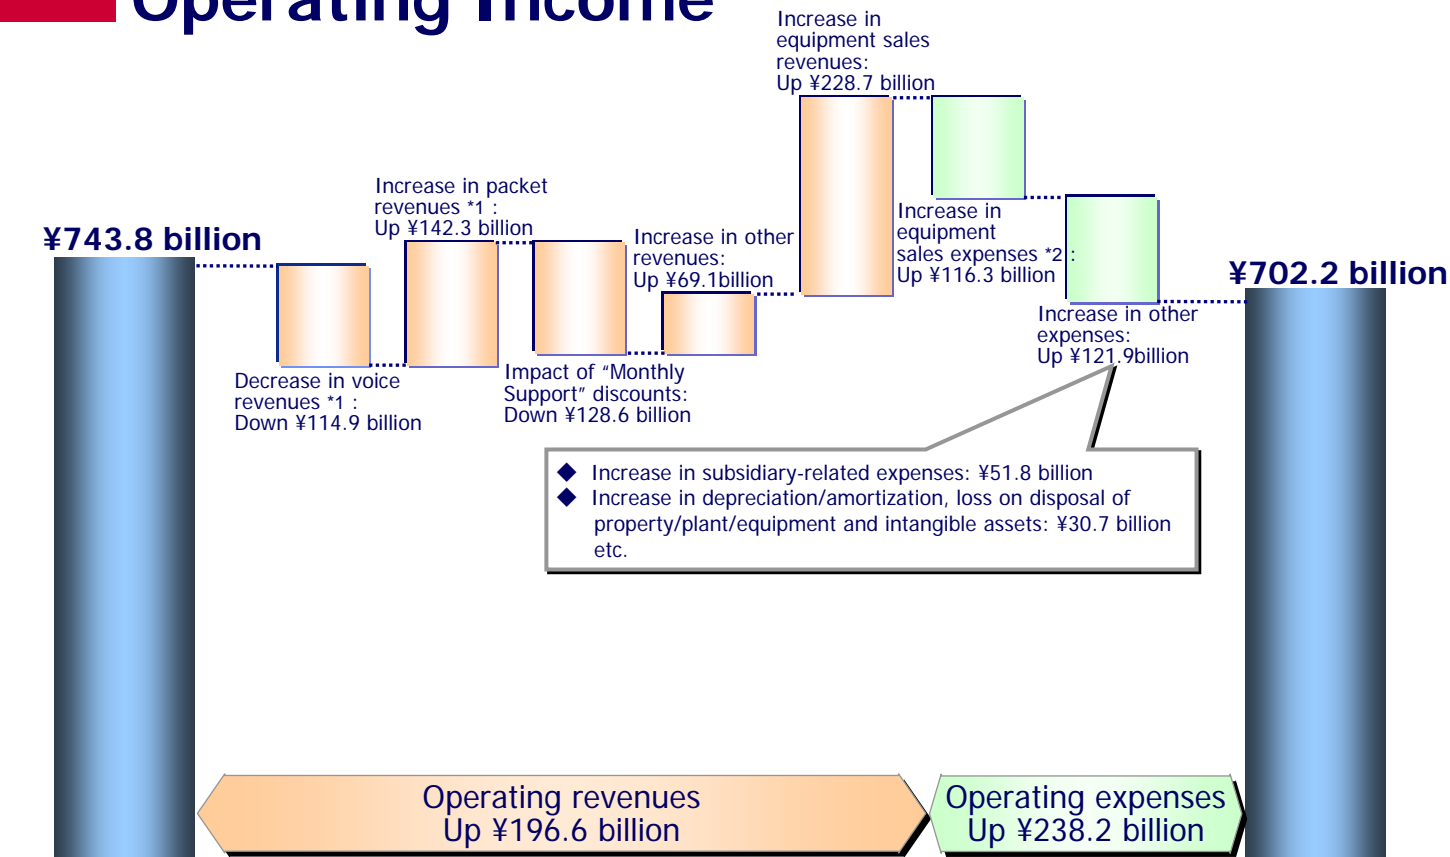 Operating Income
Increase in
equipment sales
revenues:
Up ¥228.7 billion
Increase in packet
revenues *1 :
Up ¥142.3 billion
¥743.8 billion
Increase in other
revenues:
Up ¥69.1billion
Increase in
equipment
sales expenses *2 :
Up ¥116.3 billion
¥702.2 billion
Increase in other
expenses:
Up ¥121.9billion
Decrease in voice
revenues *1 :
Down ¥114.9 billion
Impact of “Monthly
Support” discounts:
Down ¥128.6 billion
◆ Increase in subsidiary-related expenses: ¥51.8 billion
◆ Increase in depreciation/amortization, loss on disposal of
property/plant/equipment and intangible assets: ¥30.7 billion
etc.
Operating revenues
Up ¥196.6 billion
Operating expenses
Up ¥238.2 billion